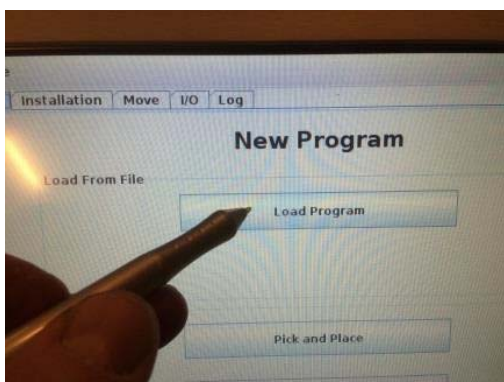 Installation Move I/O Log
New Program
Load From File
Load Program
Pick and Place